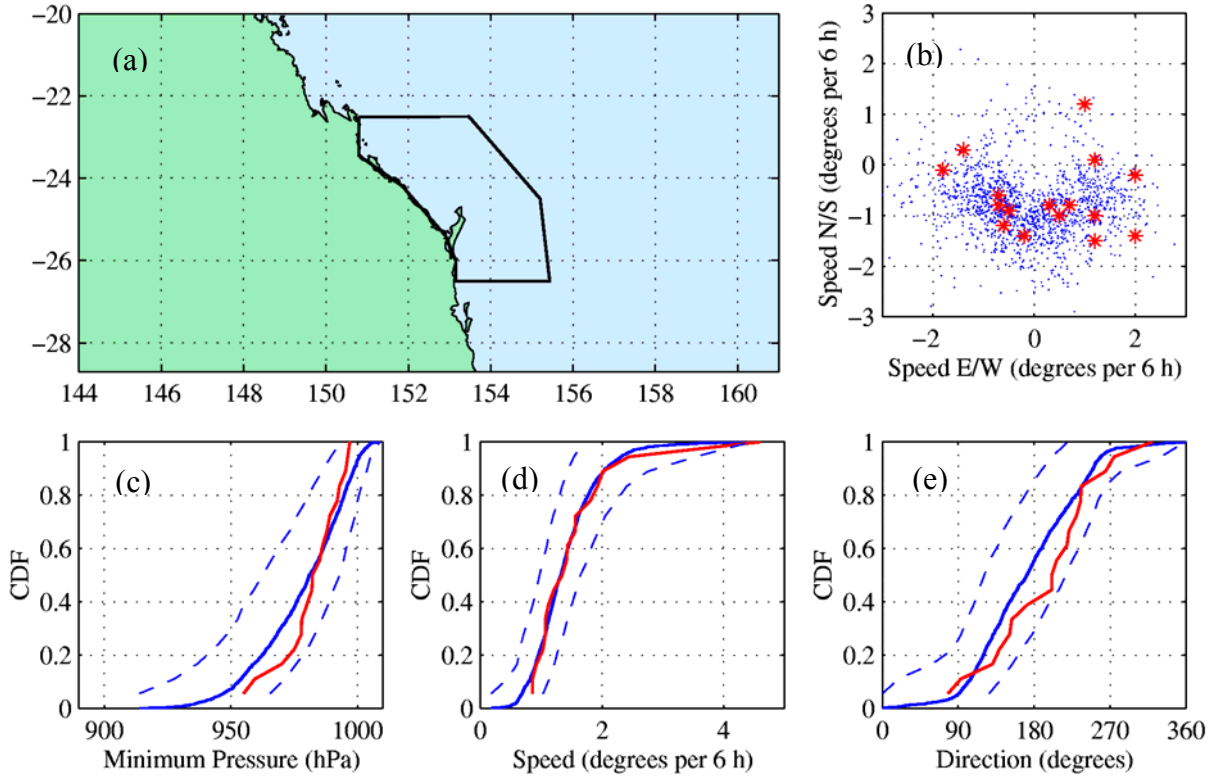 (a)
−20
−22
−24
−26
−28
144 146 148 150 152 154 156 158 160
(b)
3
2
1
0
−1
−2
−3
−2 0 2
Speed N/S (degrees per 6 h)
Speed E/W (degrees per 6 h)
(c)
1
0.8
0.6
0.4
0.2
0
CDF
900 950 1000
Minimum Pressure (hPa)
(d)
1
0.8
0.6
0.4
0.2
0
CDF
0 2 4
Speed (degrees per 6 h)
(e)
1
0.8
0.6
0.4
0.2
0
CDF
0 90 180 270 360
Direction (degrees)